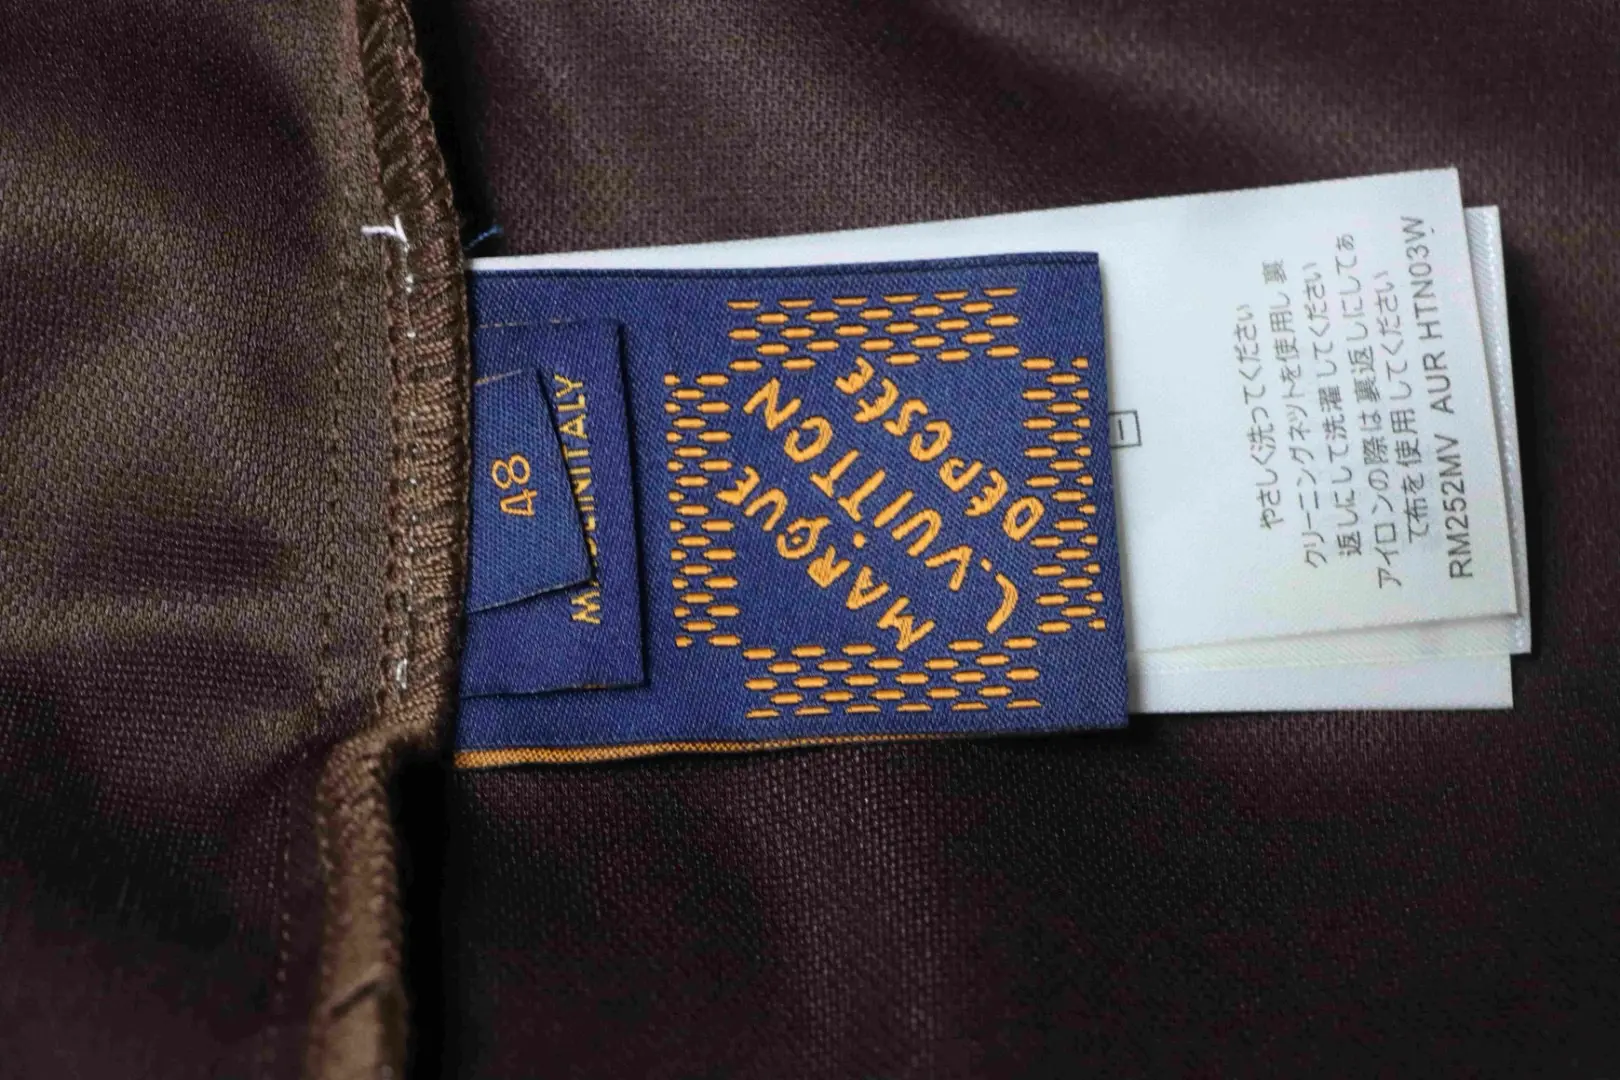 48
MADE IN ITALY
MARQUE
L.VUITTON
DÉPOSÉE
やさしく洗ってください
クリーニングネットを使用し 裏
返しにして洗濯してください
アイロンの際は裏返しにしてあ
て布を使用してください
RM252MV AUR HTN03W